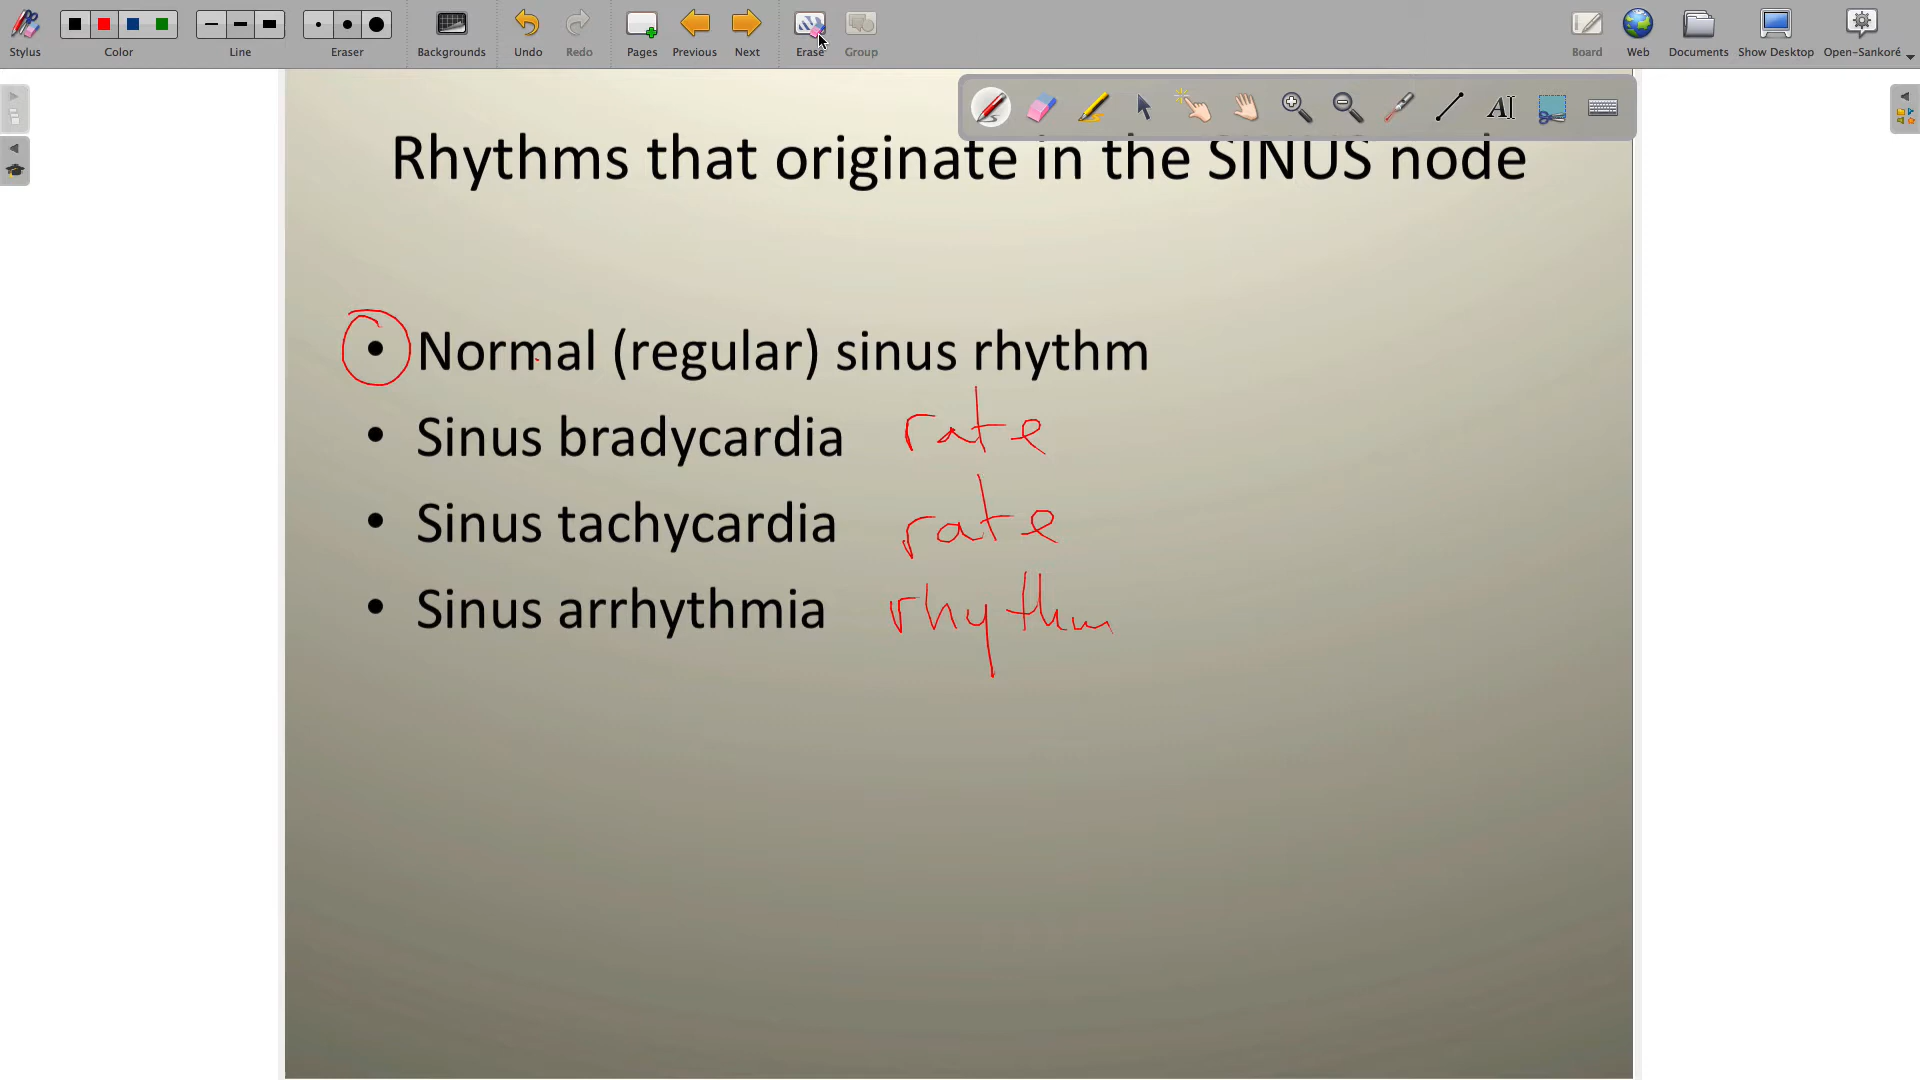 Stylus Color Line Eraser Backgrounds Undo Redo Pages Previous Next Erase Group Board Web Documents Show Desktop Open-Sankoré
AI
Rhythms that originate in the SINUS node
• Normal (regular) sinus rhythm
• Sinus bradycardia rate
• Sinus tachycardia rate
• Sinus arrhythmia rhythm